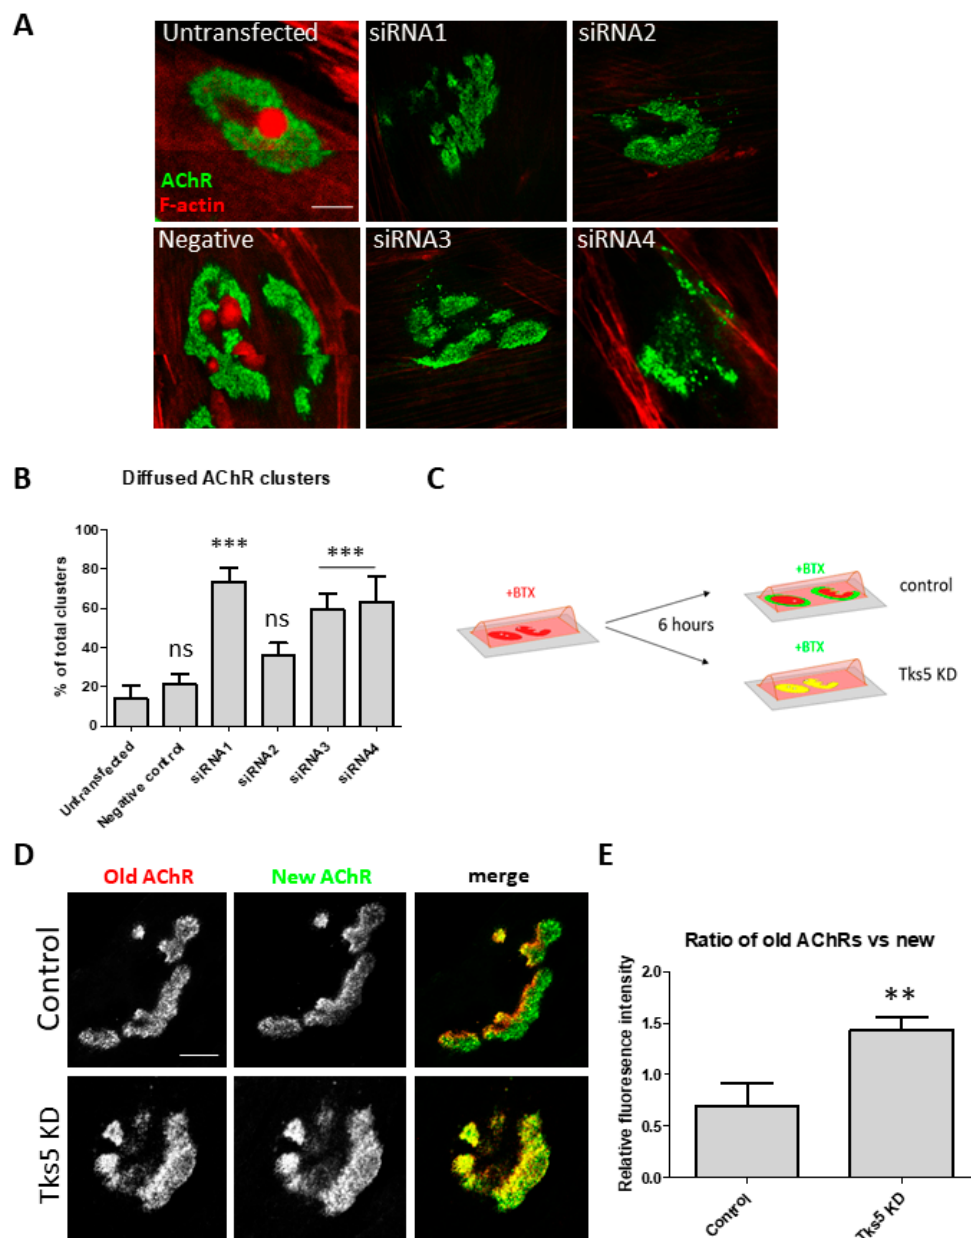 A
Untransfected
siRNA1
siRNA2
AChR
F-actin
Negative
siRNA3
siRNA4
B
Diffused AChR clusters
% of total clusters
100
80
60
40
20
0
ns
***
ns
***
Untransfected
Negative control
siRNA1
siRNA2
siRNA3
siRNA4
C
+BTX
6 hours
+BTX
control
+BTX
Tks5 KD
D
Old AChR
New AChR
merge
Control
Tks5 KD
E
Ratio of old AChRs vs new
Relative fluoresence intensity
2.0
1.5
1.0
0.5
0.0
**
Control
Tks5 KD